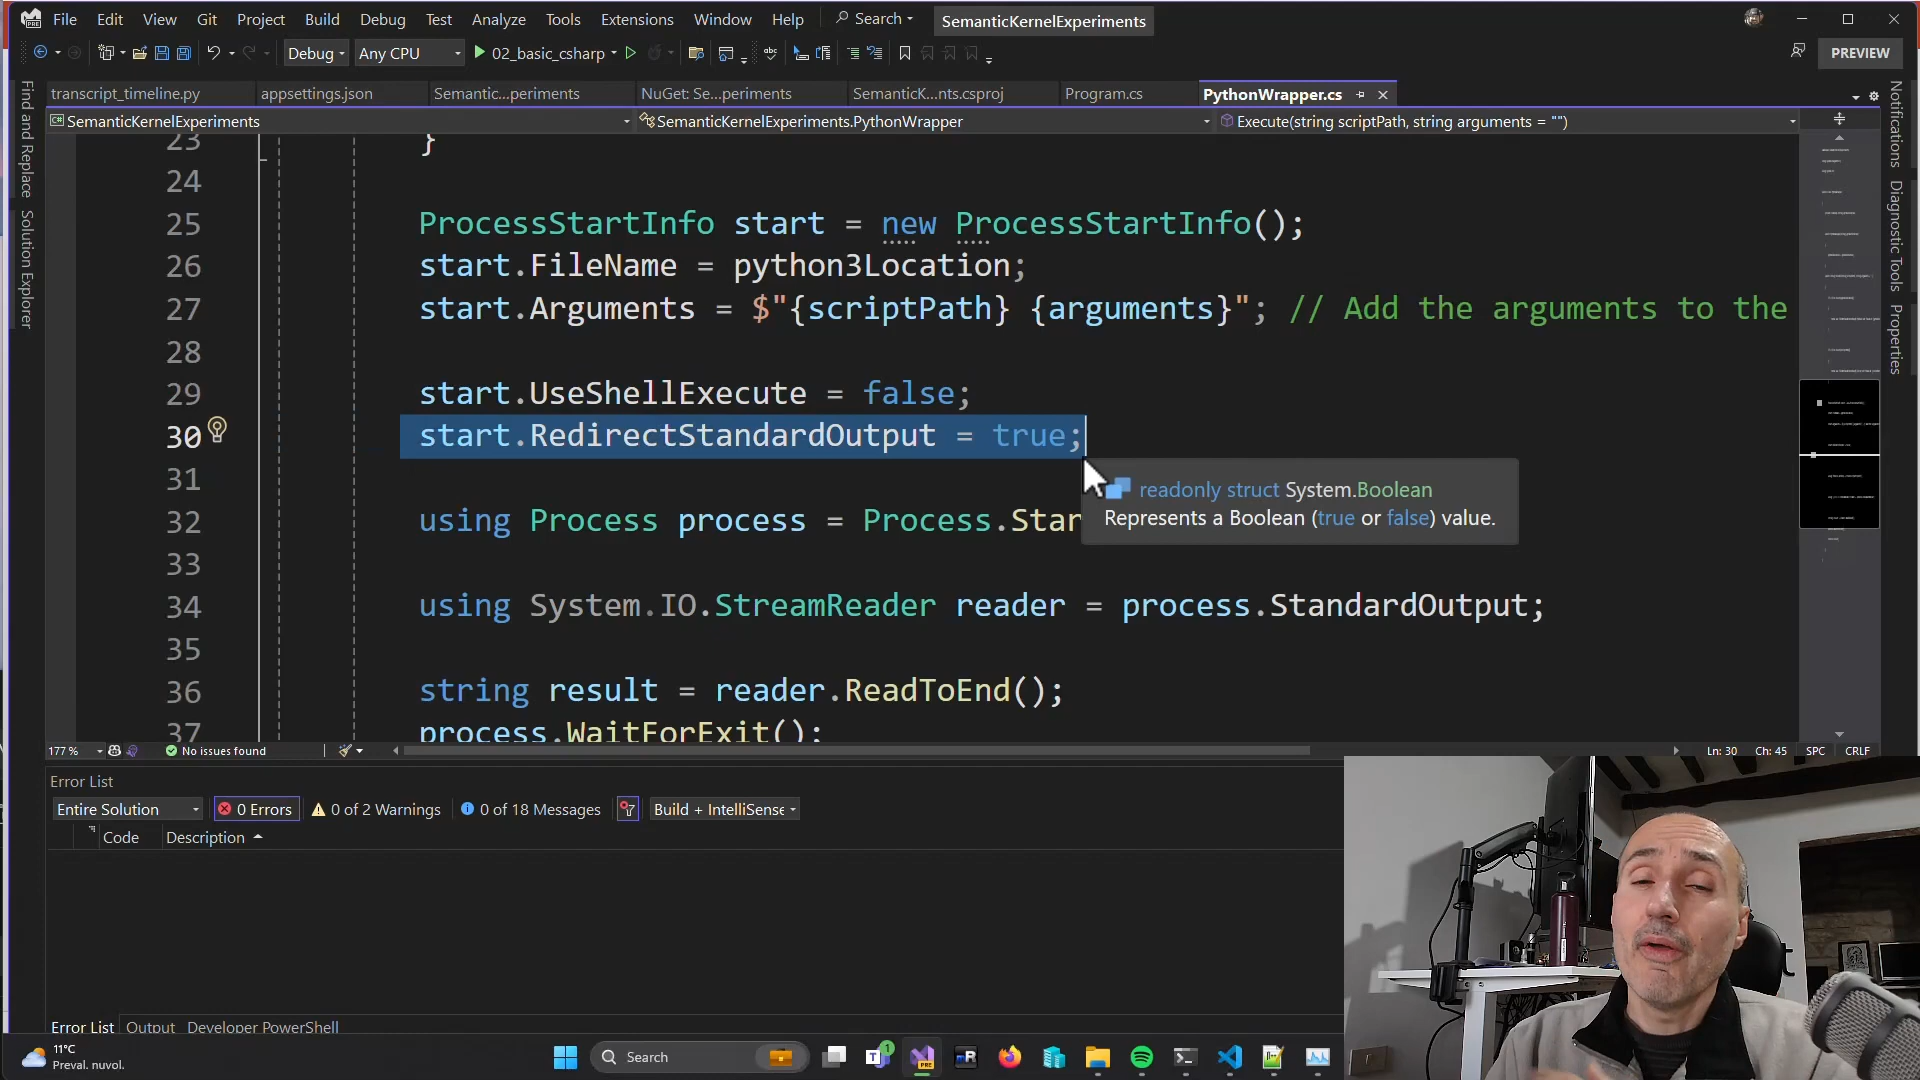 File Edit View Git Project Build Debug Test Analyze Tools Extensions Window Help Search SemanticKernelExperiments
Debug Any CPU 02_basic_csharp PREVIEW
transcript_timeline.py appsettings.json Semantic...periments NuGet: Se...periments SemanticK...nts.csproj Program.cs PythonWrapper.cs
SemanticKernelExperiments SemanticKernelExperiments.PythonWrapper Execute(string scriptPath, string arguments = "")
Find and Replace
Solution Explorer
Notifications
Diagnostic Tools
Properties
23 }
24
25 ProcessStartInfo start = new ProcessStartInfo();
26 start.FileName = python3Location;
27 start.Arguments = $"{scriptPath} {arguments}"; // Add the arguments to the
28
29 start.UseShellExecute = false;
30 start.RedirectStandardOutput = true;
31
readonly struct System.Boolean
Represents a Boolean (true or false) value.
32 using Process process = Process.Star
33
34 using System.IO.StreamReader reader = process.StandardOutput;
35
36 string result = reader.ReadToEnd();
37 process.WaitForExit();
177 % No issues found Ln: 30 Ch: 45 SPC CRLF
Error List
Entire Solution 0 Errors 0 of 2 Warnings 0 of 18 Messages Build + IntelliSense
Code Description
Error List Output Developer PowerShell
11°C
Preval. nuvol.
Search